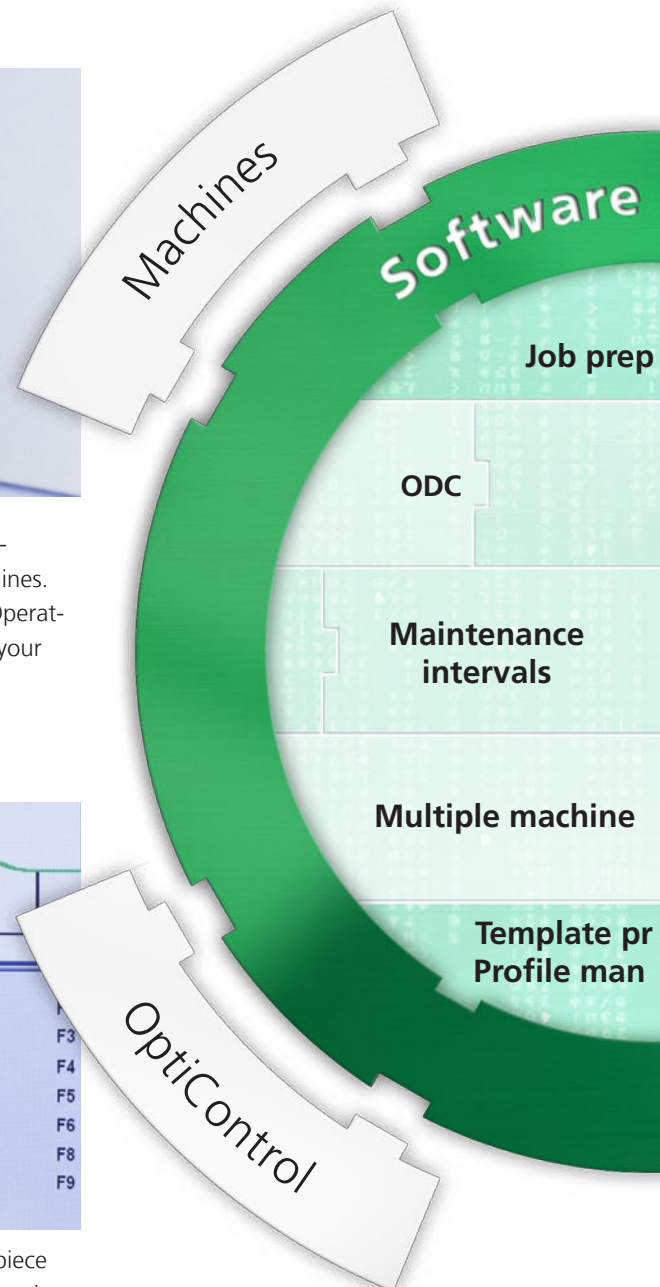 Machines
Software
Job prep
ODC
Maintenance
intervals
Multiple machine
Template pr
Profile man
OptiControl
-
ines.
Operat-
your
F3
F4
F5
F6
F8
F9
piece